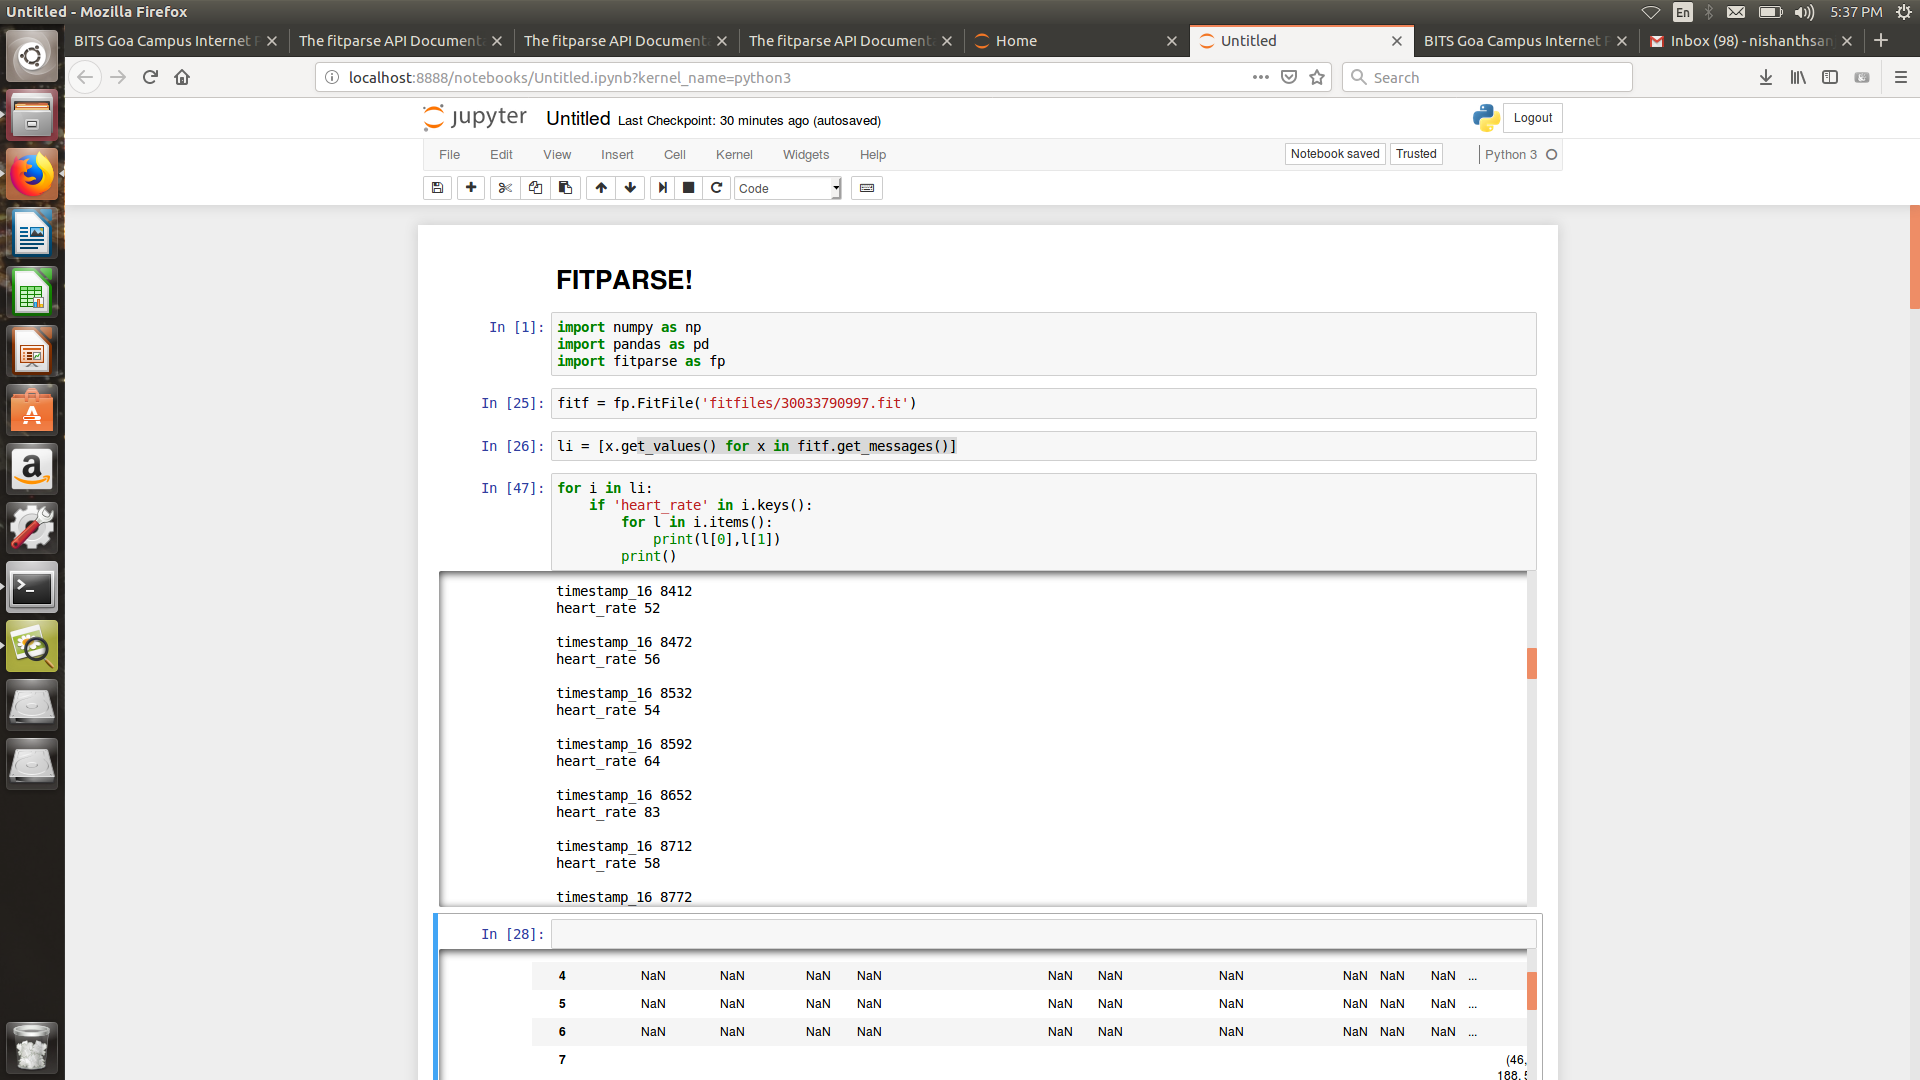 Untitled - Mozilla Firefox
En
5:37 PM
BITS Goa Campus Internet
The fitparse API Document
The fitparse API Document
The fitparse API Document
Home
Untitled
BITS Goa Campus Internet
Inbox (98) - nishanthsan
localhost:8888/notebooks/Untitled.ipynb?kernel_name=python3
Search
jupyter Untitled Last Checkpoint: 30 minutes ago (autosaved)
Logout
File Edit View Insert Cell Kernel Widgets Help
Notebook saved Trusted Python 3
Code
FITPARSE!
In [1]: import numpy as np
import pandas as pd
import fitparse as fp
In [25]: fitf = fp.FitFile('fitfiles/30033790997.fit')
In [26]: li = [x.get_values() for x in fitf.get_messages()]
In [47]: for i in li:
if 'heart_rate' in i.keys():
for l in i.items():
print(l[0],l[1])
print()
timestamp_16 8412
heart_rate 52
timestamp_16 8472
heart_rate 56
timestamp_16 8532
heart_rate 54
timestamp_16 8592
heart_rate 64
timestamp_16 8652
heart_rate 83
timestamp_16 8712
heart_rate 58
timestamp_16 8772
In [28]:
4 NaN NaN NaN NaN NaN NaN NaN NaN NaN NaN ...
5 NaN NaN NaN NaN NaN NaN NaN NaN NaN NaN ...
6 NaN NaN NaN NaN NaN NaN NaN NaN NaN NaN ...
7 (46,
188,